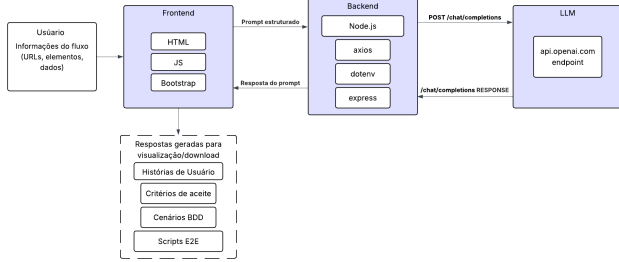 Usúario
Informações do fluxo
(URLs, elementos,
dados)
Frontend
HTML
JS
Bootstrap
Prompt estruturado
Resposta do prompt
Backend
Node.js
axios
dotenv
express
POST /chat/completions
/chat/completions RESPONSE
LLM
api.openai.com
endpoint
Respostas geradas para
visualização/download
Histórias de Usuário
Critérios de aceite
Cenários BDD
Scripts E2E